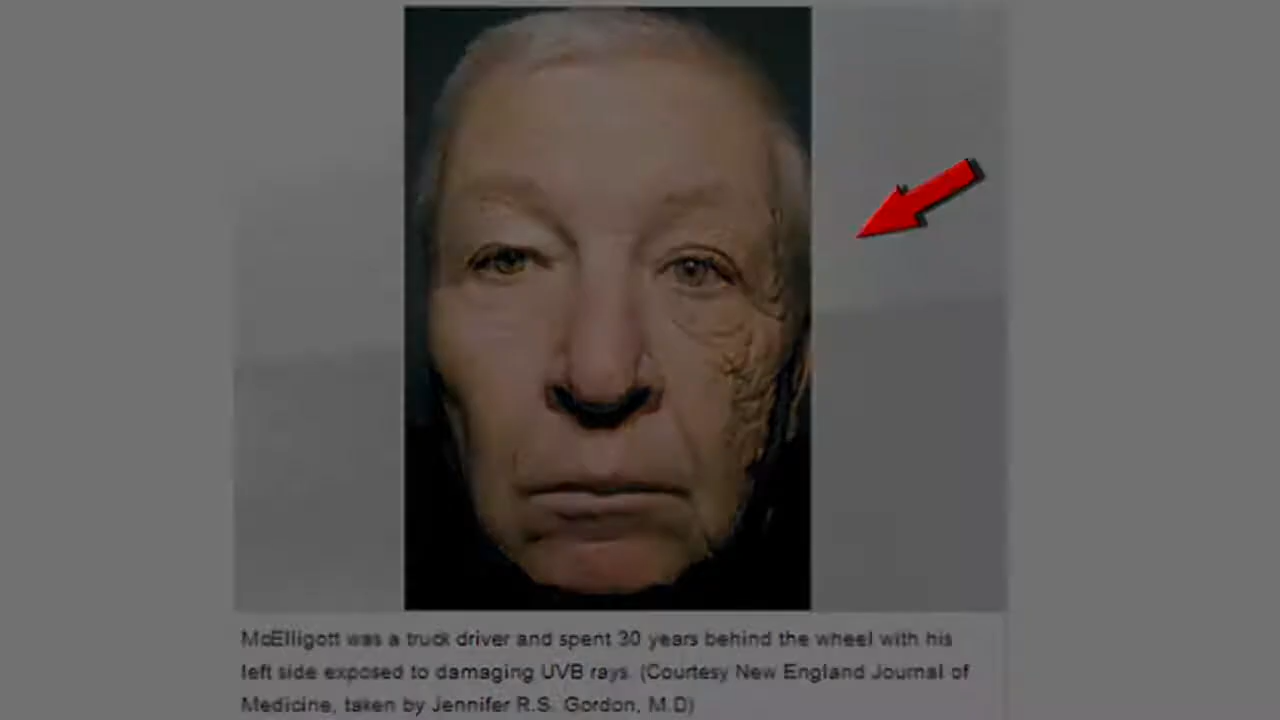 McElligott was a truck driver and spent 30 years behind the wheel with his
left side exposed to damaging UVB rays. (Courtesy New England Journal of
Medicine, taken by Jennifer R.S. Gordon, M.D)